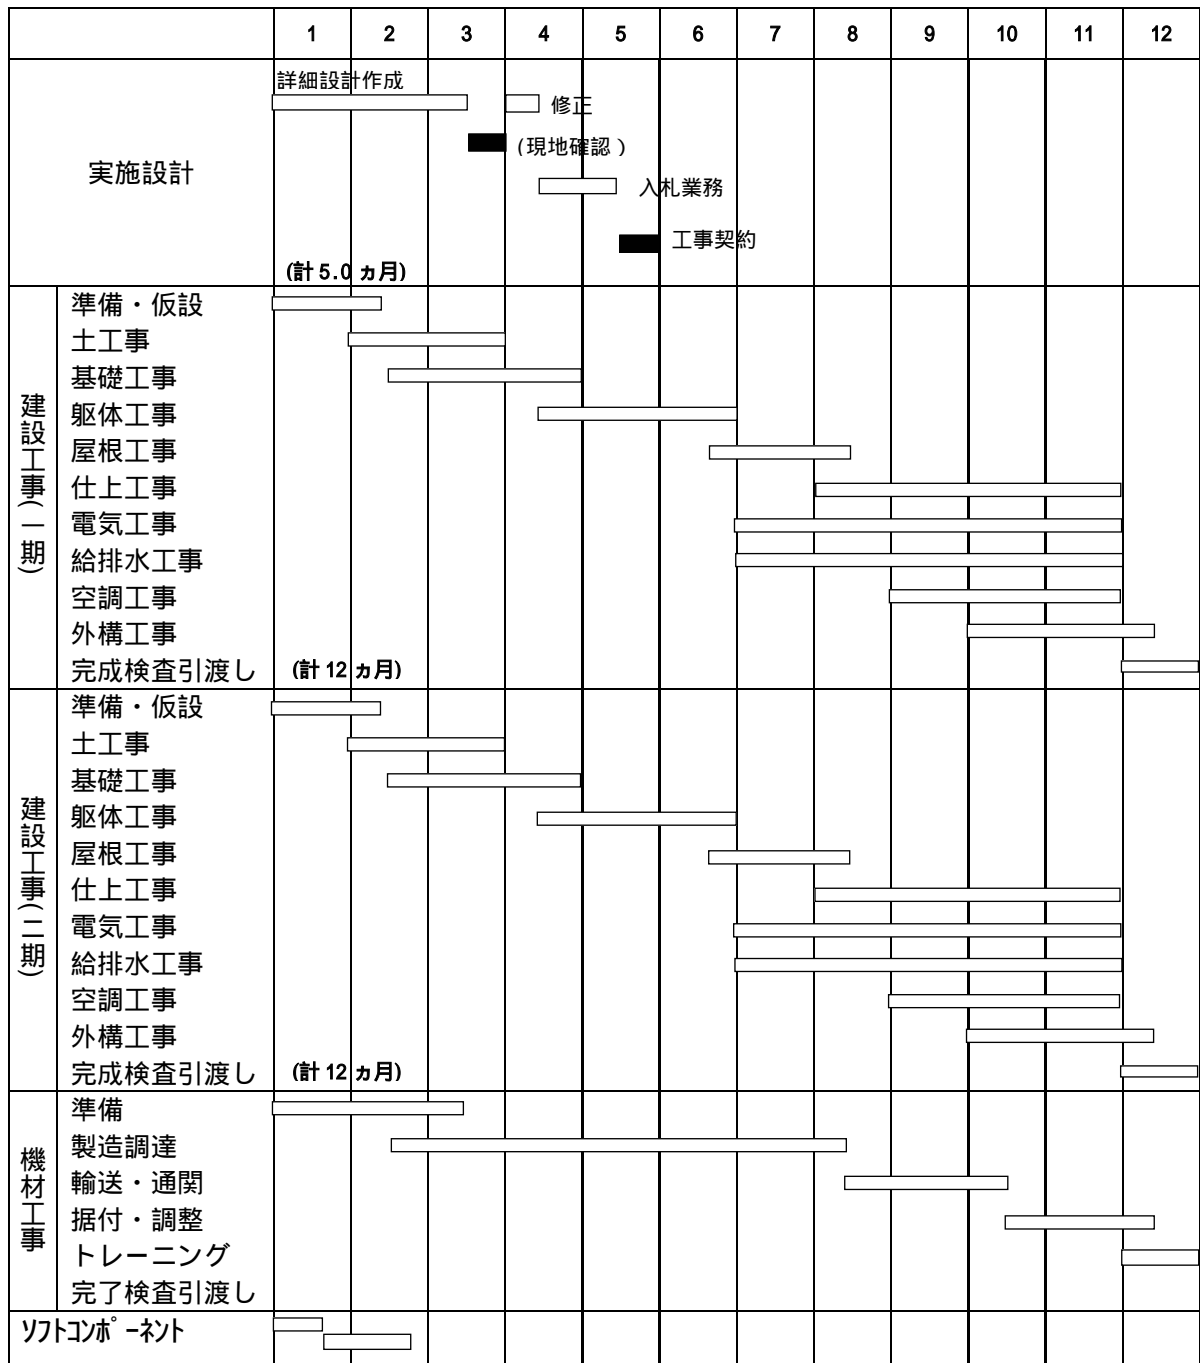 1 2 3 4 5 6 7 8 9 10 11 12
実施設計
詳細設計作成
修正
(現地確認)
入札業務
工事契約
(計 5.0 ヵ月)
建設工事(一期)
準備・仮設
土工事
基礎工事
躯体工事
屋根工事
仕上工事
電気工事
給排水工事
空調工事
外構工事
完成検査引渡し
(計 12 ヵ月)
建設工事(二期)
準備・仮設
土工事
基礎工事
躯体工事
屋根工事
仕上工事
電気工事
給排水工事
空調工事
外構工事
完成検査引渡し
(計 12 ヵ月)
機材工事
準備
製造調達
輸送・通関
据付・調整
トレーニング
完了検査引渡し
ソフトコンポーネント